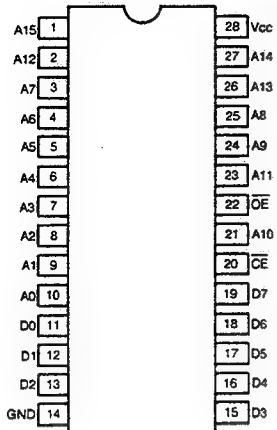 A15 1 28 Vcc
A12 2 27 A14
A7 3 26 A13
A6 4 25 A8
A5 5 24 A9
A4 6 23 A11
A3 7 22 OE
A2 8 21 A10
A1 9 20 CE
A0 10 19 D7
D0 11 18 D6
D1 12 17 D5
D2 13 16 D4
GND 14 15 D3